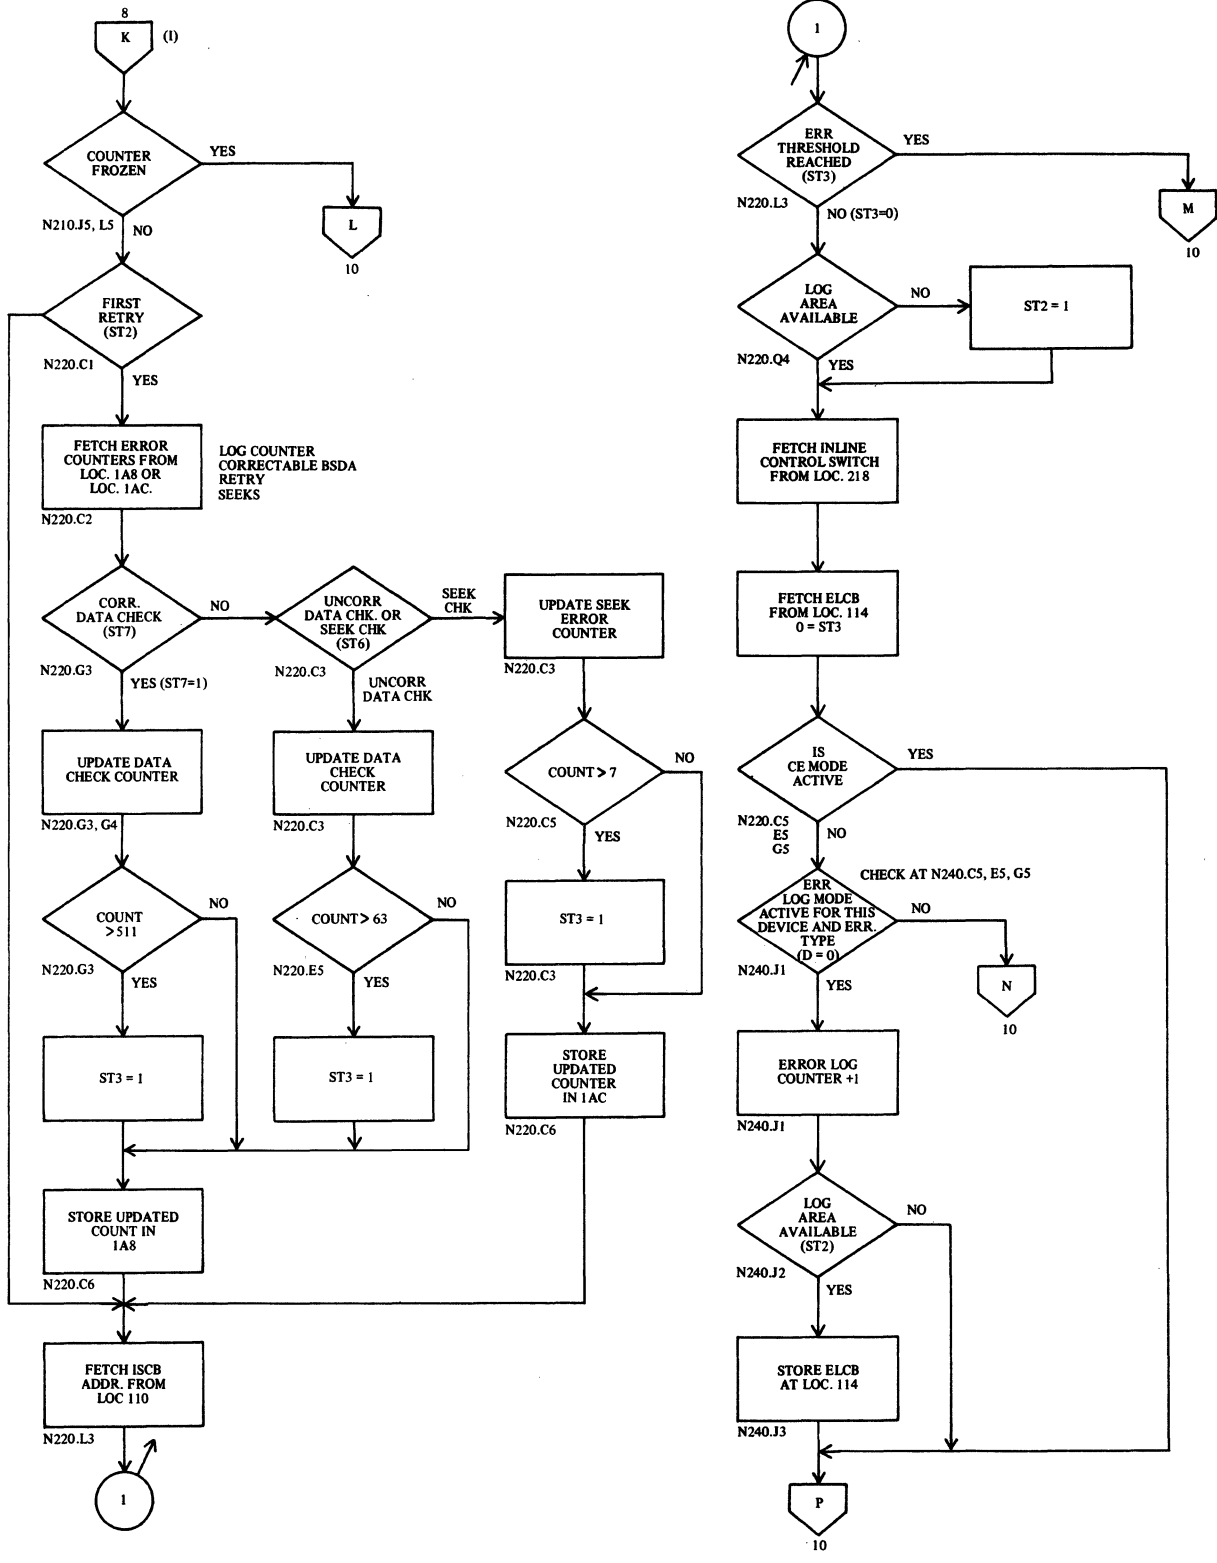 8
K
(I)
COUNTER
FROZEN
YES
N210.J5, L5
NO
L
10
FIRST
RETRY
(ST2)
N220.C1
YES
FETCH ERROR
COUNTERS FROM
LOC. 1A8 OR
LOC. 1AC.
LOG COUNTER
CORRECTABLE BSDA
RETRY
SEEKS
N220.C2
CORR.
DATA CHECK
(ST7)
NO
N220.G3
YES (ST7=1)
UNCORR
DATA CHK. OR
SEEK CHK
(ST6)
SEEK
CHK
N220.C3
UNCORR
DATA CHK
UPDATE SEEK
ERROR
COUNTER
N220.C3
UPDATE DATA
CHECK COUNTER
N220.G3, G4
UPDATE DATA
CHECK
COUNTER
N220.C3
COUNT > 7
NO
N220.C5
YES
COUNT
> 511
NO
N220.G3
YES
COUNT > 63
NO
N220.E5
YES
ST3 = 1
N220.C3
ST3 = 1
ST3 = 1
STORE
UPDATED
COUNTER
IN 1AC
N220.C6
STORE UPDATED
COUNT IN
1A8
N220.C6
FETCH ISCB
ADDR. FROM
LOC 110
N220.L3
1
1
ERR
THRESHOLD
REACHED
(ST3)
YES
N220.L3
NO (ST3=0)
M
10
LOG
AREA
AVAILABLE
NO
ST2 = 1
N220.Q4
YES
FETCH INLINE
CONTROL SWITCH
FROM LOC. 218
FETCH ELCB
FROM LOC. 114
0 = ST3
IS
CE MODE
ACTIVE
YES
N220.C5
E5
G5
NO
CHECK AT N240.C5, E5, G5
ERR
LOG MODE
ACTIVE FOR THIS
DEVICE AND ERR.
TYPE
(D = 0)
NO
N240.J1
YES
N
10
ERROR LOG
COUNTER +1
N240.J1
LOG
AREA
AVAILABLE
(ST2)
NO
N240.J2
YES
STORE ELCB
AT LOC. 114
N240.J3
P
10